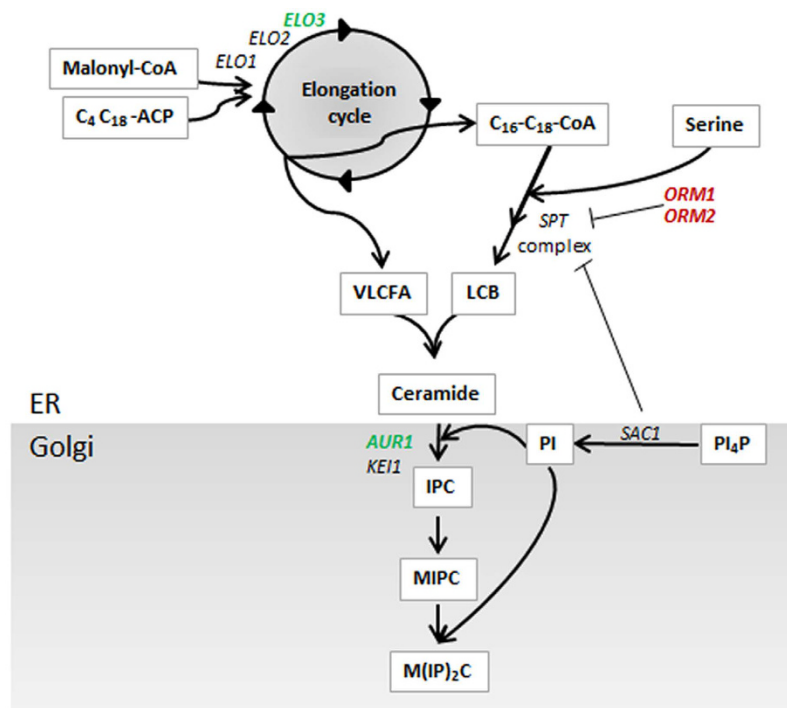 ELO3
ELO2
ELO1
Malonyl-CoA
C₄ C₁₈ -ACP
Elongation
cycle
C₁₆-C₁₈-CoA
Serine
ORM1
ORM2
SPT
complex
VLCFA
LCB
Ceramide
ER
Golgi
AUR1
KEI1
PI
SAC1
PI₄P
IPC
MIPC
M(IP)₂C